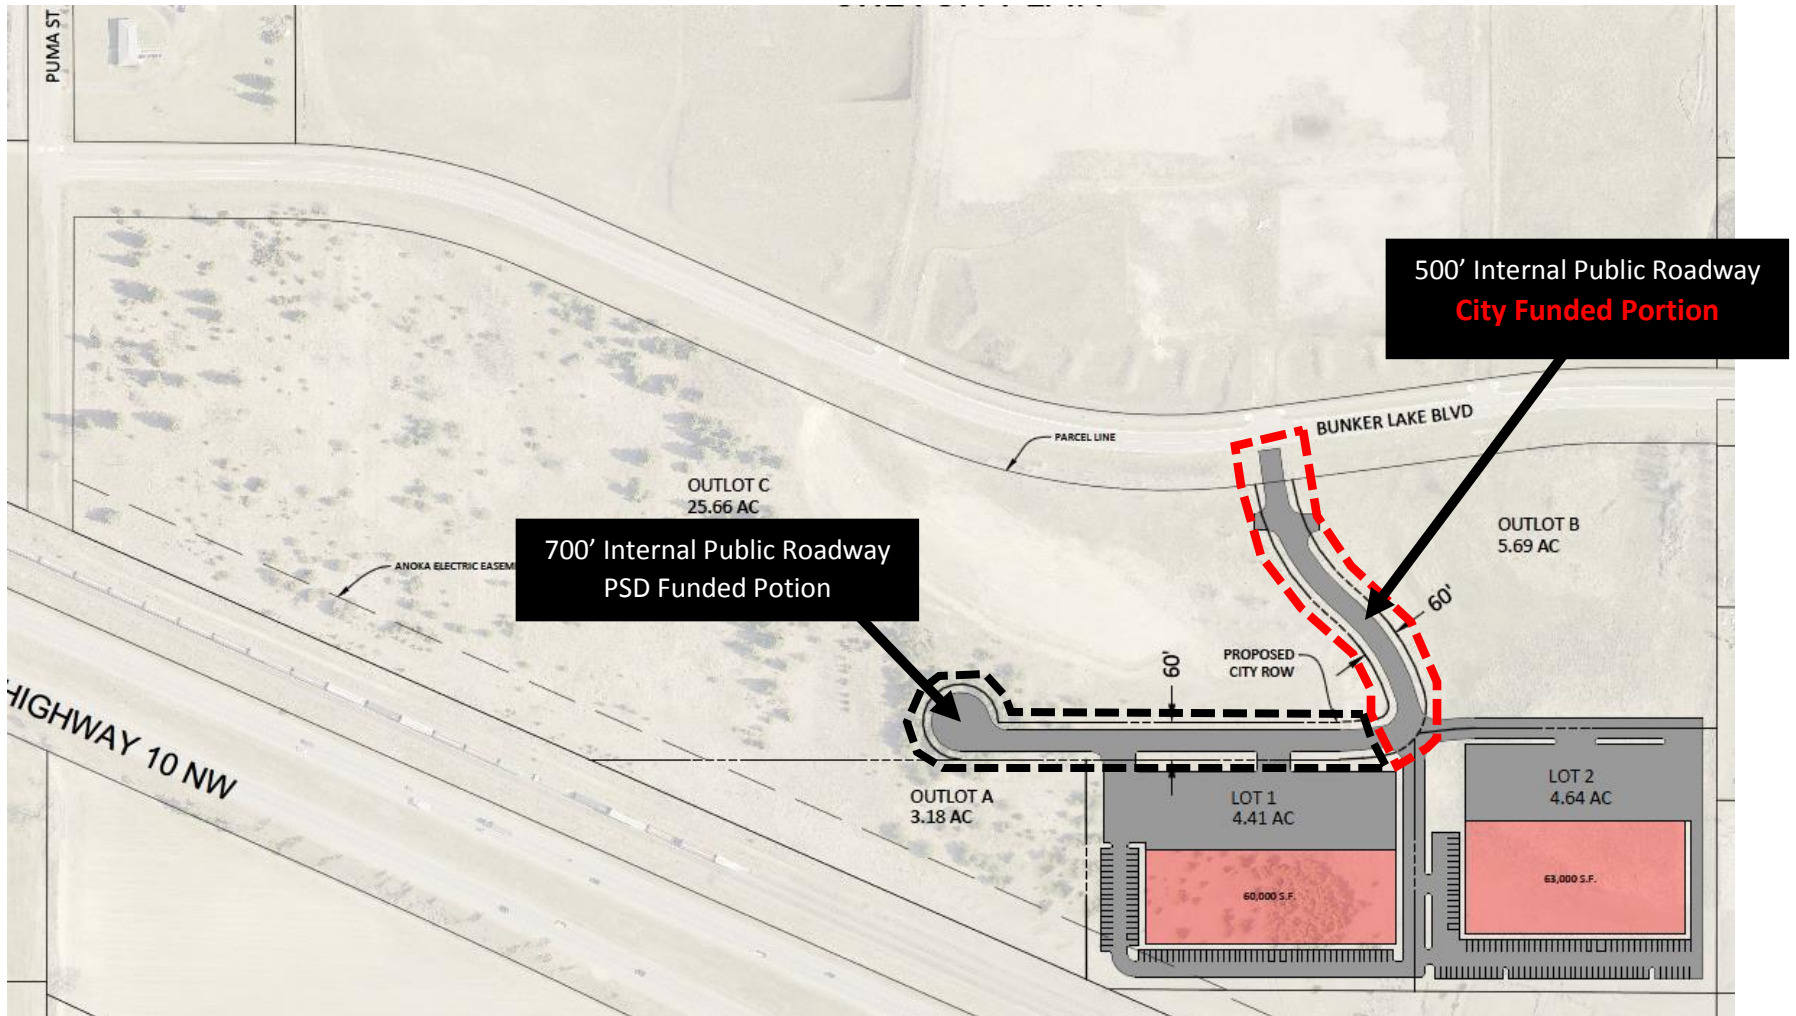 PUMA ST
500’ Internal Public Roadway
City Funded Portion
BUNKER LAKE BLVD
PARCEL LINE
OUTLOT C
25.66 AC
OUTLOT B
5.69 AC
700’ Internal Public Roadway
PSD Funded Potion
ANOKA ELECTRIC
60'
60'
PROPOSED
CITY ROW
HIGHWAY 10 NW
OUTLOT A
3.18 AC
LOT 1
4.41 AC
LOT 2
4.64 AC
60,000 S.F.
63,000 S.F.